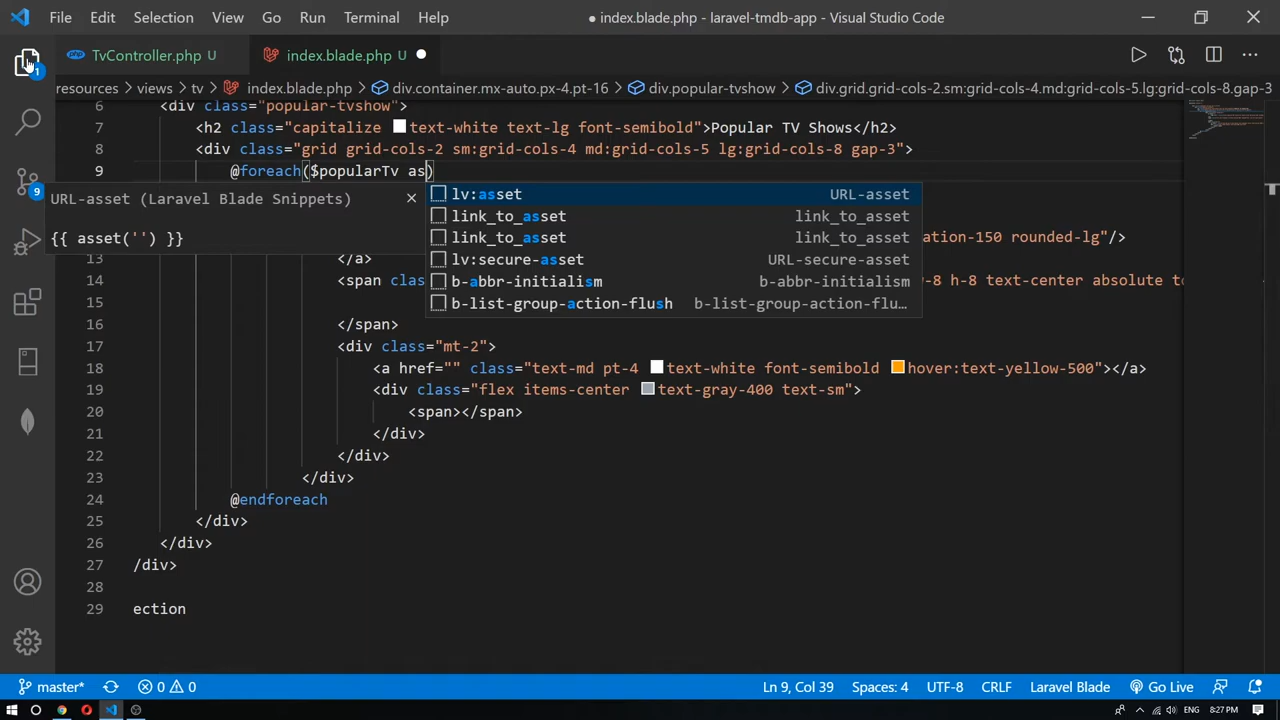 File Edit Selection View Go Run Terminal Help ● index.blade.php - laravel-tmdb-app - Visual Studio Code
1 php TvController.php U index.blade.php U
resources > views > tv > index.blade.php > div.container.mx-auto.px-4.pt-16 > div.popular-tvshow > div.grid.grid-cols-2.sm:grid-cols-4.md:grid-cols-5.lg:grid-cols-8.gap-3
6 <div class="popular-tvshow">
7 <h2 class="capitalize text-white text-lg font-semibold">Popular TV Shows</h2>
8 <div class="grid grid-cols-2 sm:grid-cols-4 md:grid-cols-5 lg:grid-cols-8 gap-3">
9 @foreach($popularTv as)
9 URL-asset (Laravel Blade Snippets) ×
{{ asset('') }}
lv:asset URL-asset
link_to_asset link_to_asset
link_to_asset link_to_asset
lv:secure-asset URL-secure-asset
b-abbr-initialism b-abbr-initialism
b-list-group-action-flush b-list-group-action-flu...
ation-150 rounded-lg"/>
13 </a>
14 <span clas -8 h-8 text-center absolute to
15
16 </span>
17 <div class="mt-2">
18 <a href="" class="text-md pt-4 text-white font-semibold hover:text-yellow-500"></a>
19 <div class="flex items-center text-gray-400 text-sm">
20 <span></span>
21 </div>
22 </div>
23 </div>
24 @endforeach
25 </div>
26 </div>
27 /div>
28
29 ection
master* 0 0 Ln 9, Col 39 Spaces: 4 UTF-8 CRLF Laravel Blade Go Live
ENG 8:27 PM